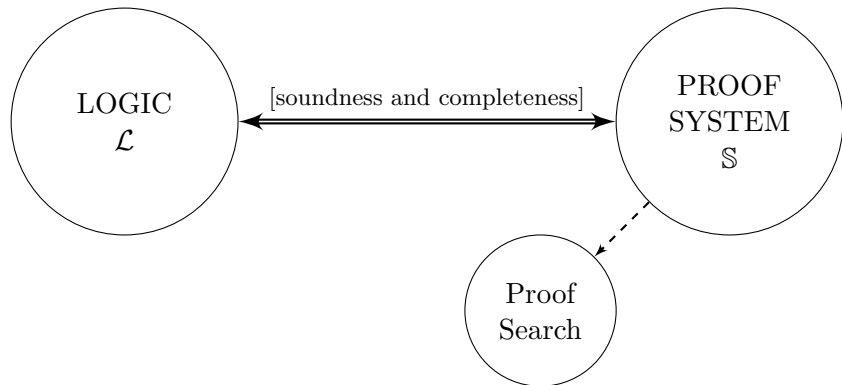 LOGIC
ℒ
[soundness and completeness]
PROOF
SYSTEM
𝕊
Proof
Search